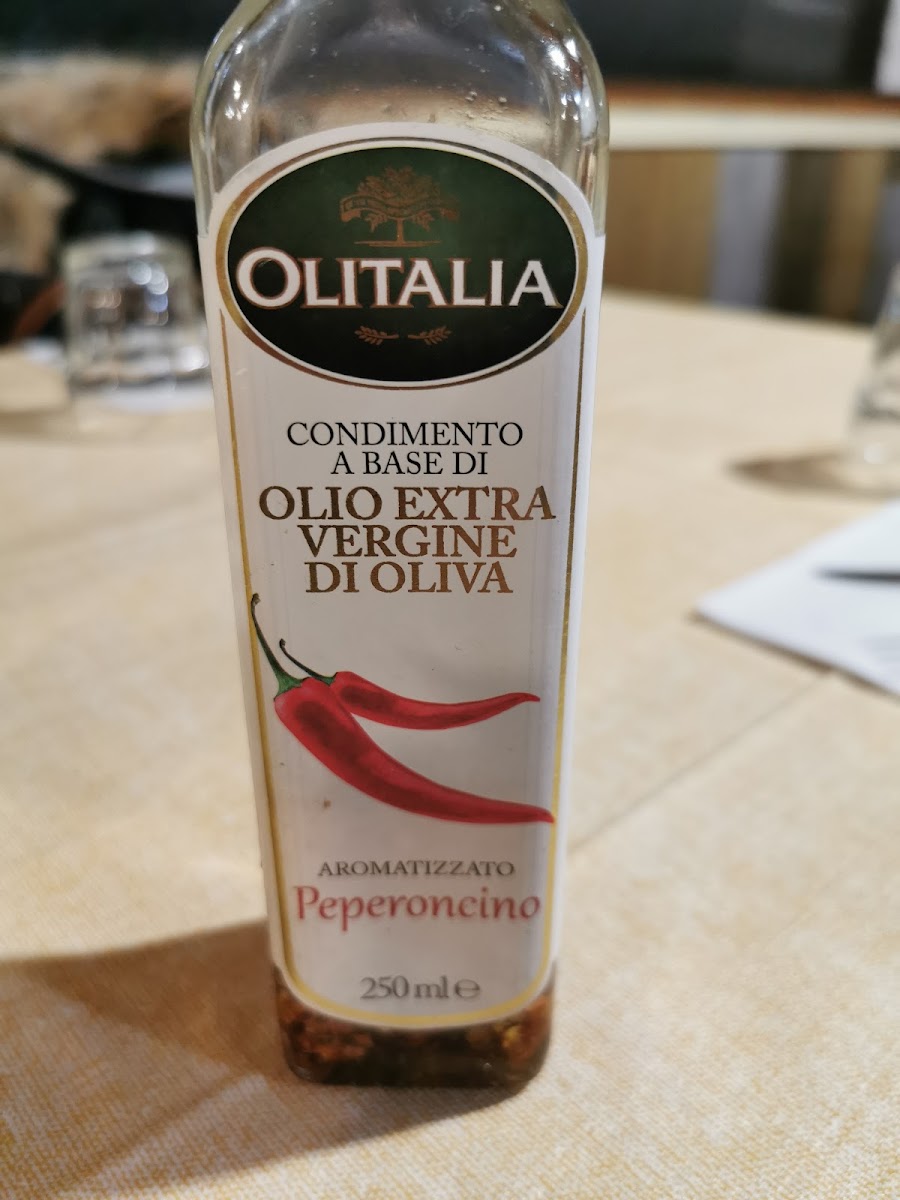 OLITALIA
CONDIMENTO
A BASE DI
OLIO EXTRA
VERGINE
DI OLIVA
AROMATIZZATO
Peperoncino
250 ml ℮